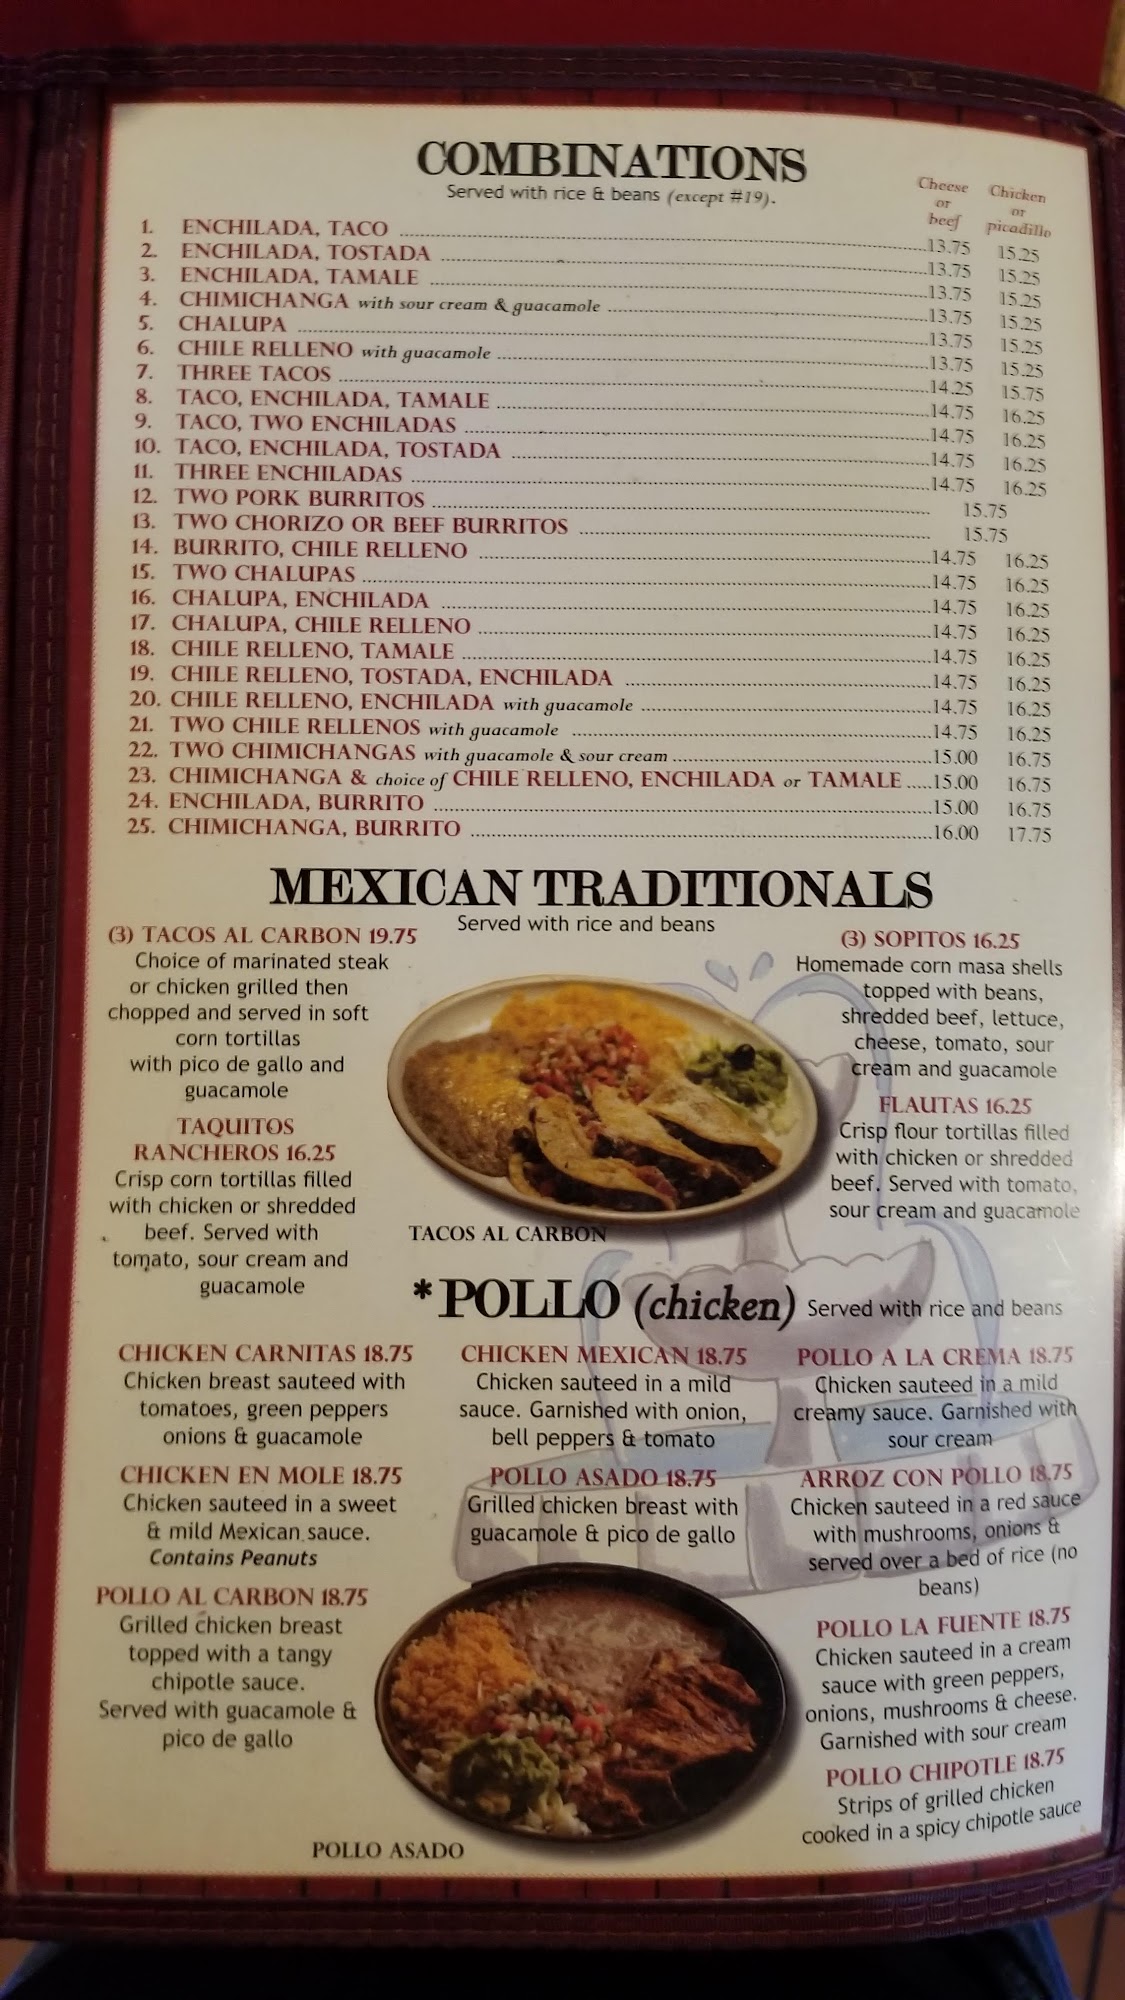 COMBINATIONS
Served with rice & beans (except #19).
Cheese or beef
Chicken or picadillo
1. ENCHILADA, TACO 13.75 15.25
2. ENCHILADA, TOSTADA 13.75 15.25
3. ENCHILADA, TAMALE 13.75 15.25
4. CHIMICHANGA with sour cream & guacamole 13.75 15.25
5. CHALUPA 13.75 15.25
6. CHILE RELLENO with guacamole 13.75 15.25
7. THREE TACOS 14.25 15.75
8. TACO, ENCHILADA, TAMALE 14.75 16.25
9. TACO, TWO ENCHILADAS 14.75 16.25
10. TACO, ENCHILADA, TOSTADA 14.75 16.25
11. THREE ENCHILADAS 14.75 16.25
12. TWO PORK BURRITOS 15.75
13. TWO CHORIZO OR BEEF BURRITOS 15.75
14. BURRITO, CHILE RELLENO 14.75 16.25
15. TWO CHALUPAS 14.75 16.25
16. CHALUPA, ENCHILADA 14.75 16.25
17. CHALUPA, CHILE RELLENO 14.75 16.25
18. CHILE RELLENO, TAMALE 14.75 16.25
19. CHILE RELLENO, TOSTADA, ENCHILADA 14.75 16.25
20. CHILE RELLENO, ENCHILADA with guacamole 14.75 16.25
21. TWO CHILE RELLENOS with guacamole 14.75 16.25
22. TWO CHIMICHANGAS with guacamole & sour cream 15.00 16.75
23. CHIMICHANGA & choice of CHILE RELLENO, ENCHILADA or TAMALE 15.00 16.75
24. ENCHILADA, BURRITO 15.00 16.75
25. CHIMICHANGA, BURRITO 16.00 17.75
MEXICAN TRADITIONALS
Served with rice and beans
(3) TACOS AL CARBON 19.75
Choice of marinated steak
or chicken grilled then
chopped and served in soft
corn tortillas
with pico de gallo and
guacamole
TAQUITOS
RANCHEROS 16.25
Crisp corn tortillas filled
with chicken or shredded
beef. Served with
tomato, sour cream and
guacamole
TACOS AL CARBON
(3) SOPITOS 16.25
Homemade corn masa shells
topped with beans,
shredded beef, lettuce,
cheese, tomato, sour
cream and guacamole
FLAUTAS 16.25
Crisp flour tortillas filled
with chicken or shredded
beef. Served with tomato,
sour cream and guacamole
*POLLO (chicken) Served with rice and beans
CHICKEN CARNITAS 18.75
Chicken breast sauteed with
tomatoes, green peppers
onions & guacamole
CHICKEN EN MOLE 18.75
Chicken sauteed in a sweet
& mild Mexican sauce.
Contains Peanuts
POLLO AL CARBON 18.75
Grilled chicken breast
topped with a tangy
chipotle sauce.
Served with guacamole &
pico de gallo
CHICKEN MEXICAN 18.75
Chicken sauteed in a mild
sauce. Garnished with onion,
bell peppers & tomato
POLLO ASADO 18.75
Grilled chicken breast with
guacamole & pico de gallo
POLLO ASADO
POLLO A LA CREMA 18.75
Chicken sauteed in a mild
creamy sauce. Garnished with
sour cream
ARROZ CON POLLO 18.75
Chicken sauteed in a red sauce
with mushrooms, onions &
served over a bed of rice (no
beans)
POLLO LA FUENTE 18.75
Chicken sauteed in a cream
sauce with green peppers,
onions, mushrooms & cheese.
Garnished with sour cream
POLLO CHIPOTLE 18.75
Strips of grilled chicken
cooked in a spicy chipotle sauce